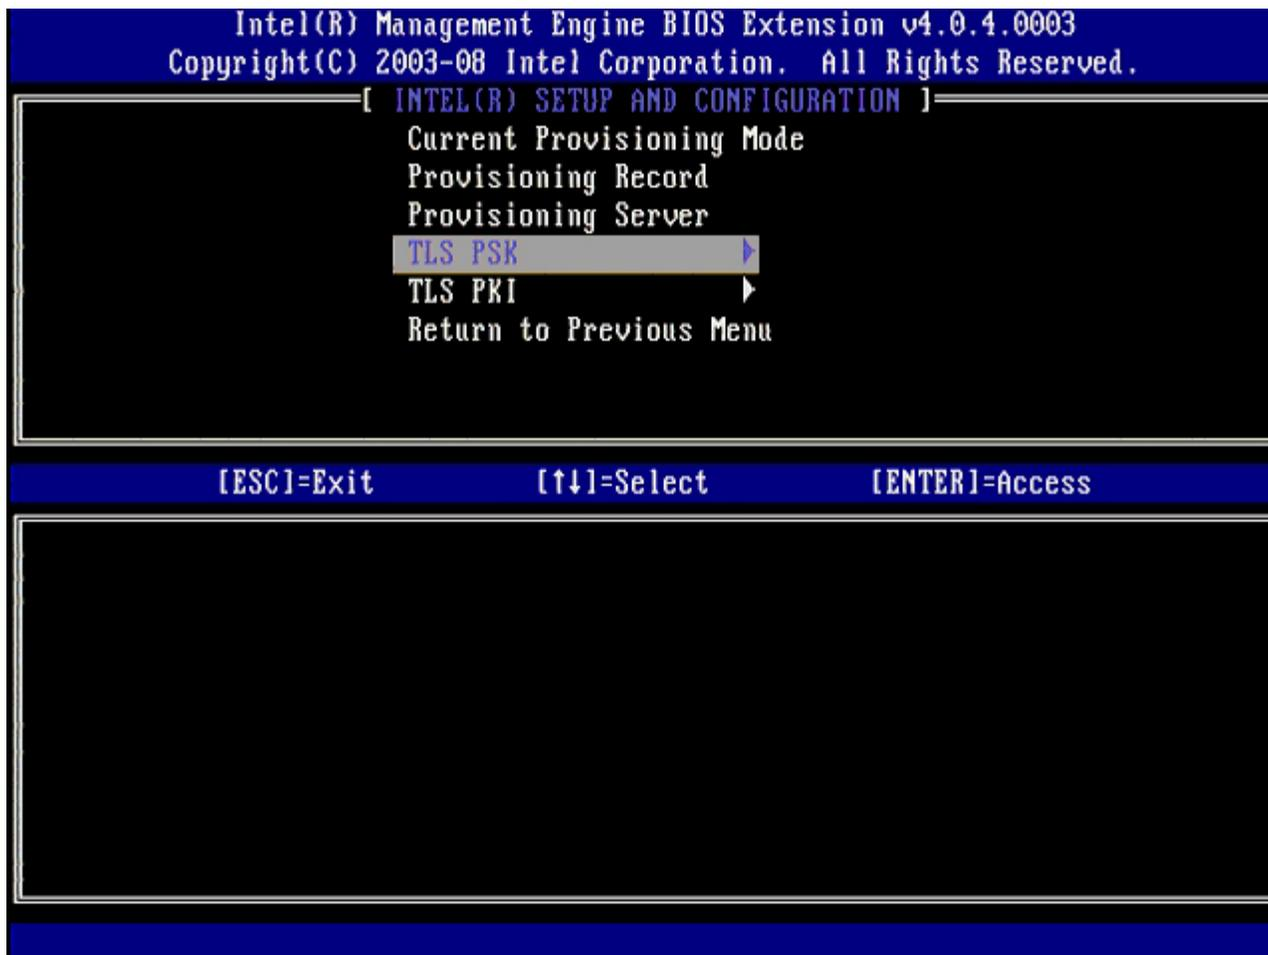 Intel(R) Management Engine BIOS Extension v4.0.4.0003
Copyright(C) 2003-08 Intel Corporation. All Rights Reserved.
[ INTEL(R) SETUP AND CONFIGURATION ]
Current Provisioning Mode
Provisioning Record
Provisioning Server
TLS PSK
TLS PKI
Return to Previous Menu
[ESC]=Exit [↑↓]=Select [ENTER]=Access